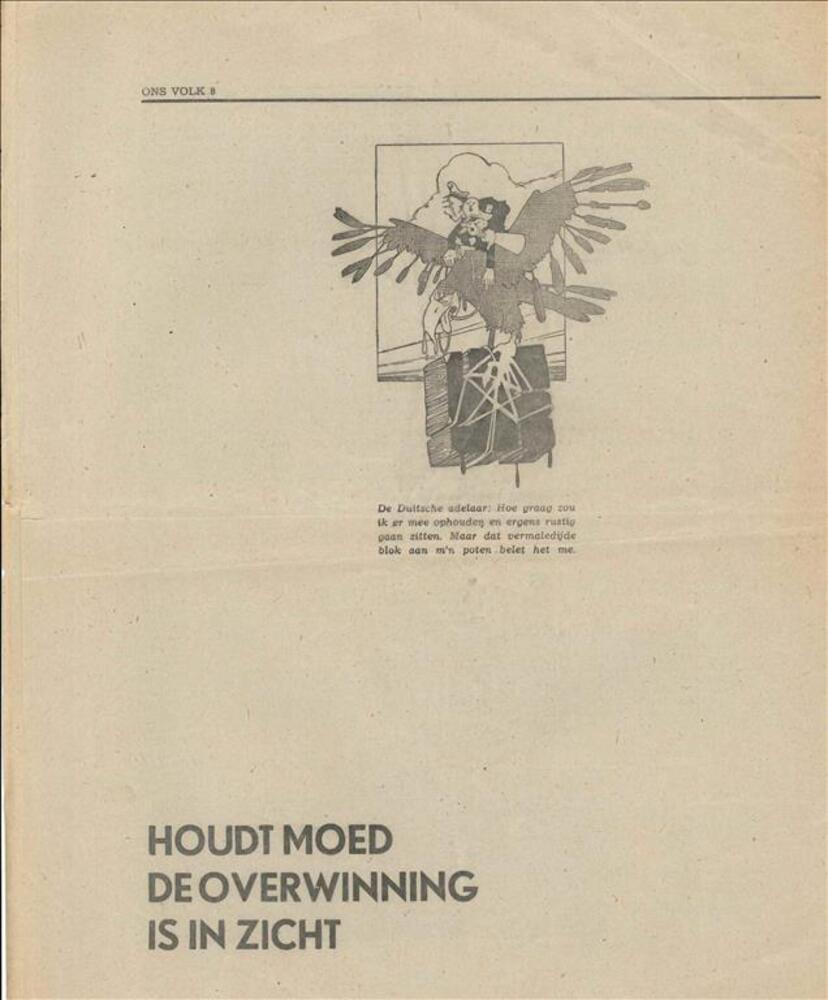 ONS VOLK 8
De Duitsche adelaar: Hoe graag zou
ik er mee ophouden en ergens rustig
gaan zitten. Maar dat vermaledijde
blok aan m'n poten belet het me.
HOUDT MOED
DE OVERWINNING
IS IN ZICHT